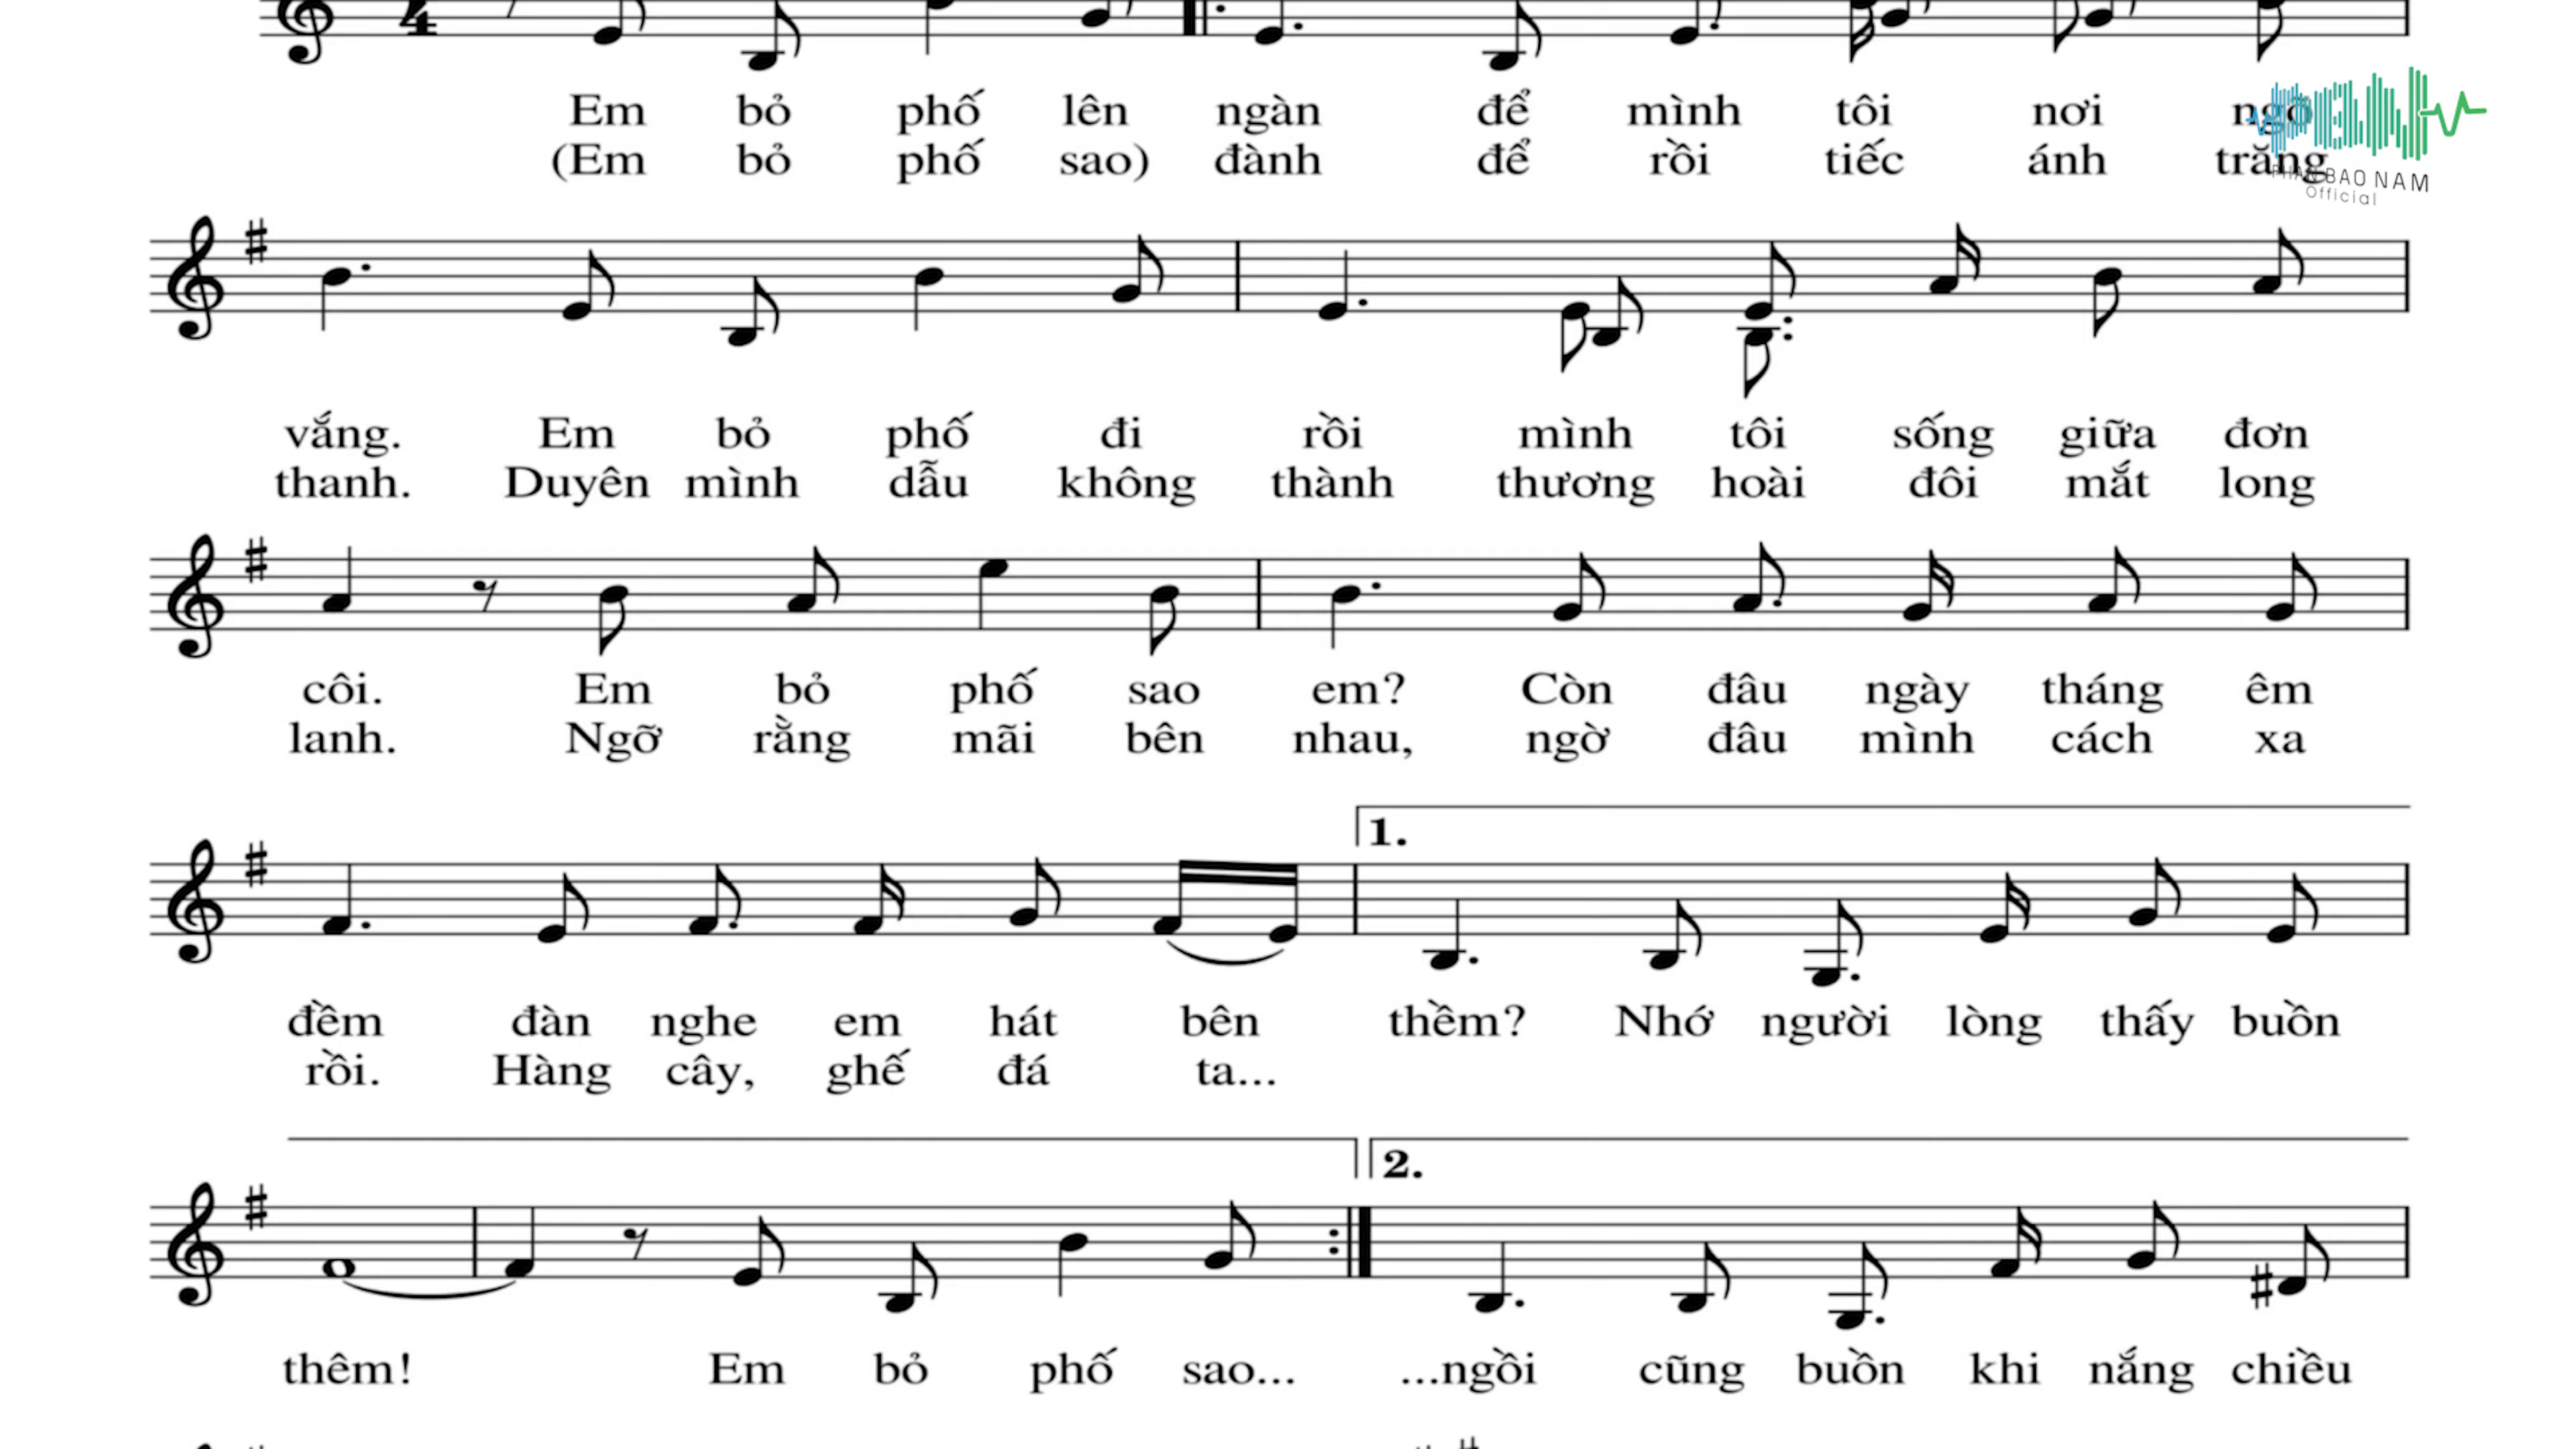 4
Em bỏ phố lên ngàn để mình tôi nơi
(Em bỏ phố sao) đành để rồi tiếc ánh trăng
PHAN BAO NAM
Official
vắng. Em bỏ phố đi rồi mình tôi sống giữa đơn
thanh. Duyên mình dẫu không thành thương hoài đôi mắt long
côi. Em bỏ phố sao em? Còn đâu ngày tháng êm
lanh. Ngỡ rằng mãi bên nhau, ngờ đâu mình cách xa
1.
đềm đàn nghe em hát bên thềm? Nhớ người lòng thấy buồn
rồi. Hàng cây, ghế đá ta...
2.
thêm! Em bỏ phố sao... ...ngồi cũng buồn khi nắng chiều